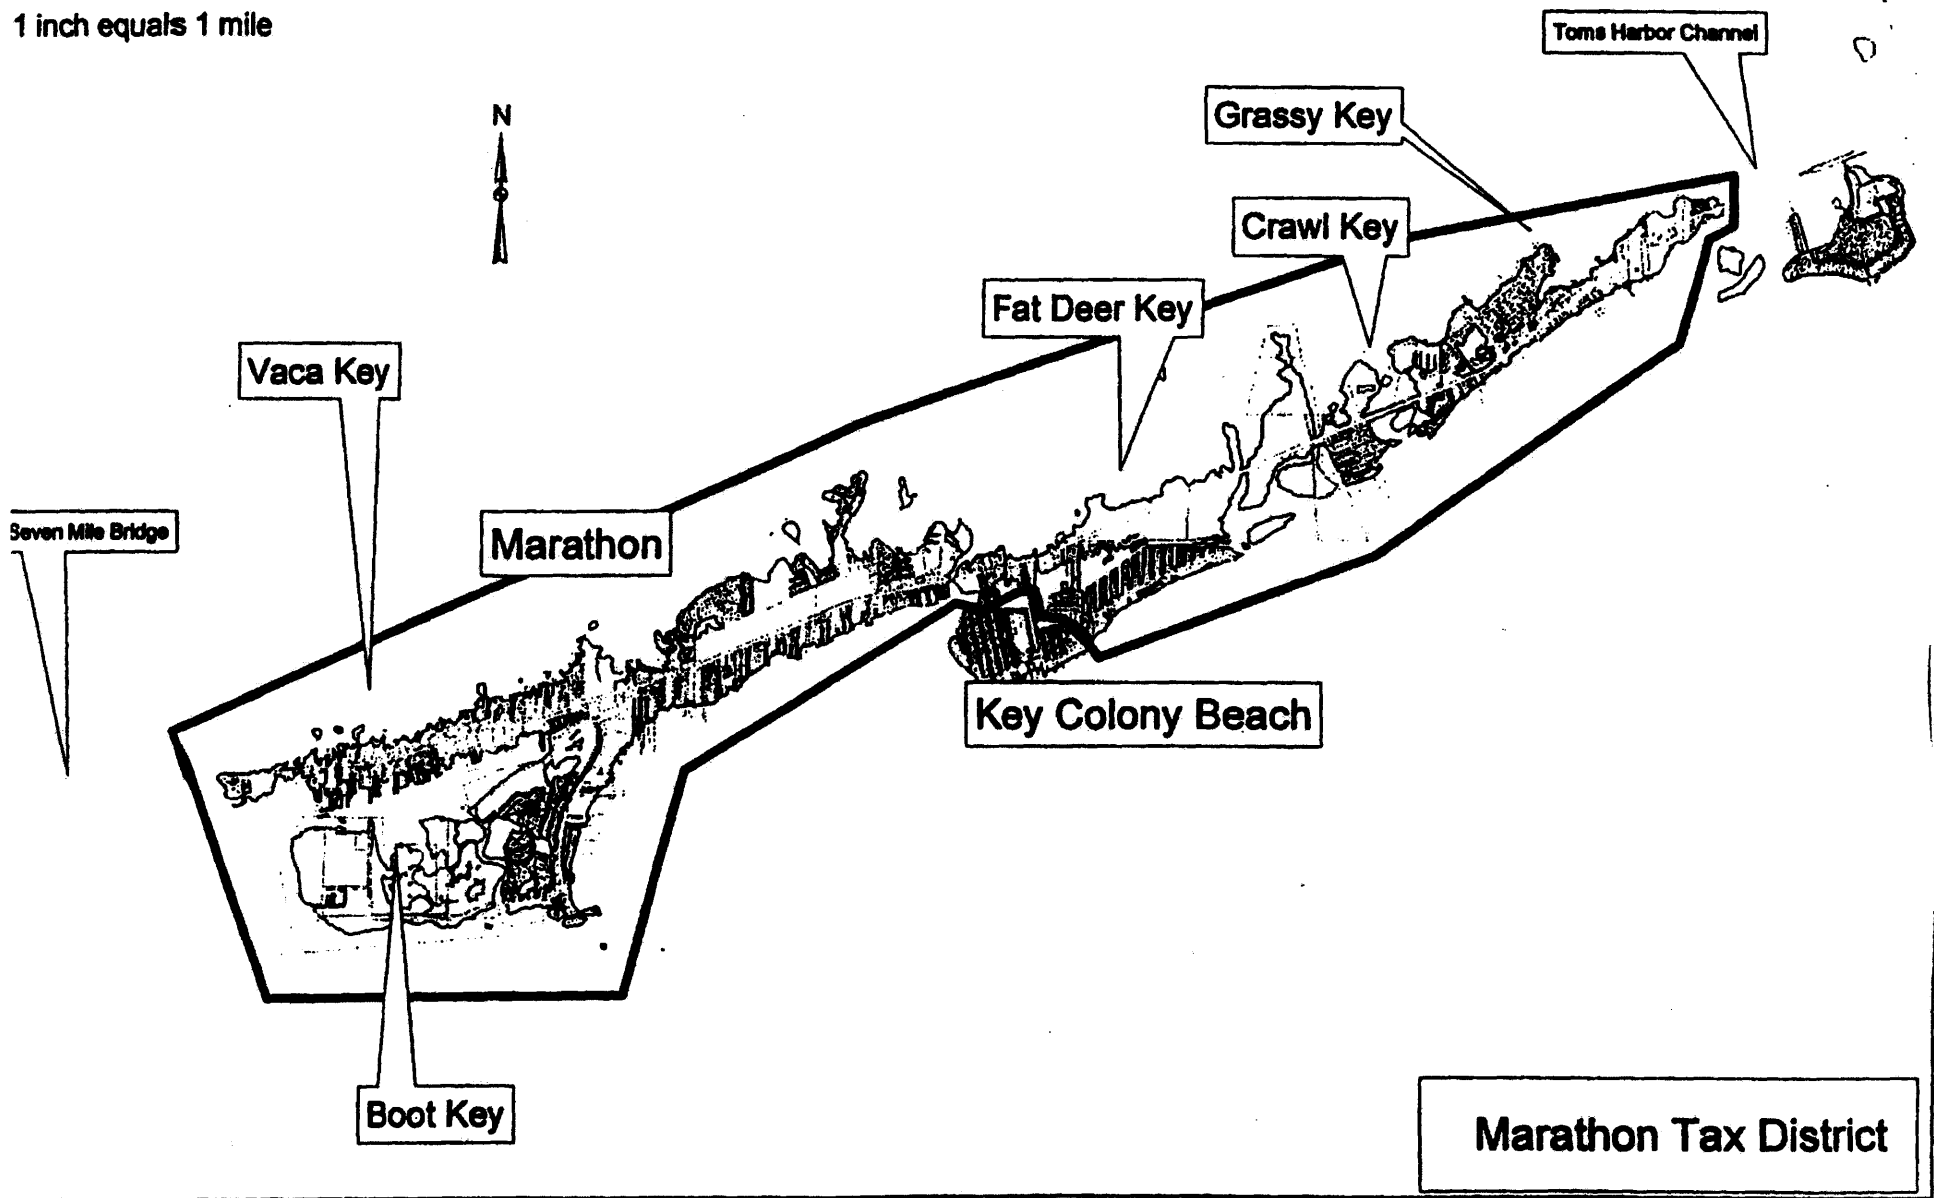 1 inch equals 1 mile
Toms Harbor Channel
N
Grassy Key
Crawl Key
Fat Deer Key
Vaca Key
Seven Mile Bridge
Marathon
Key Colony Beach
Boot Key
Marathon Tax District